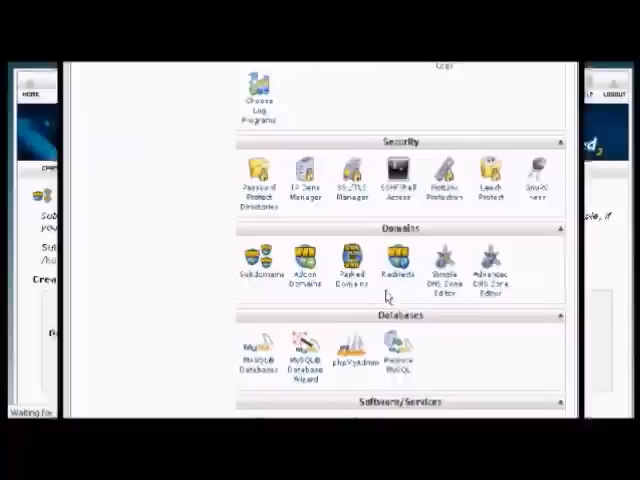 HOME
LOGOUT
Choose
Log
Programs
Security
Password
Protect
Directories
IP Deny
Manager
SSL/TLS
Manager
SSH/Shell
Access
HotLink
Protection
Leech
Protect
Domains
Subdomains
Addon
Domains
Parked
Domains
Redirects
Simple
DNS Zone
Editor
Advanced
DNS Zone
Editor
Databases
MySQL®
Databases
MySQL®
Database
Wizard
phpMyAdmin
Remote
MySQL
Software/Services
Waiting for